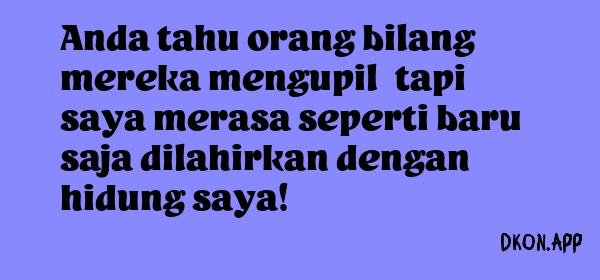 Anda tahu orang bilang
mereka mengupil  tapi
saya merasa seperti baru
saja dilahirkan dengan
hidung saya!
DKON.APP